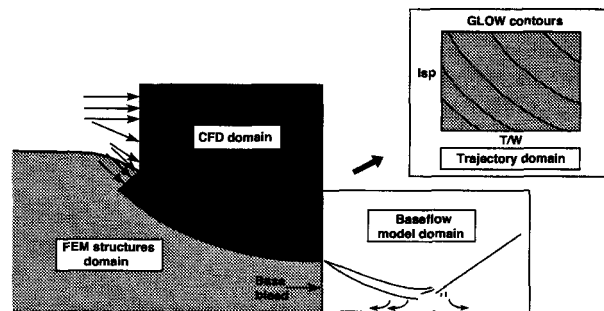 GLOW contours
Isp
T/W
Trajectory domain
CFD domain
Baseflow
model domain
FEM structures
domain
Base
bleed